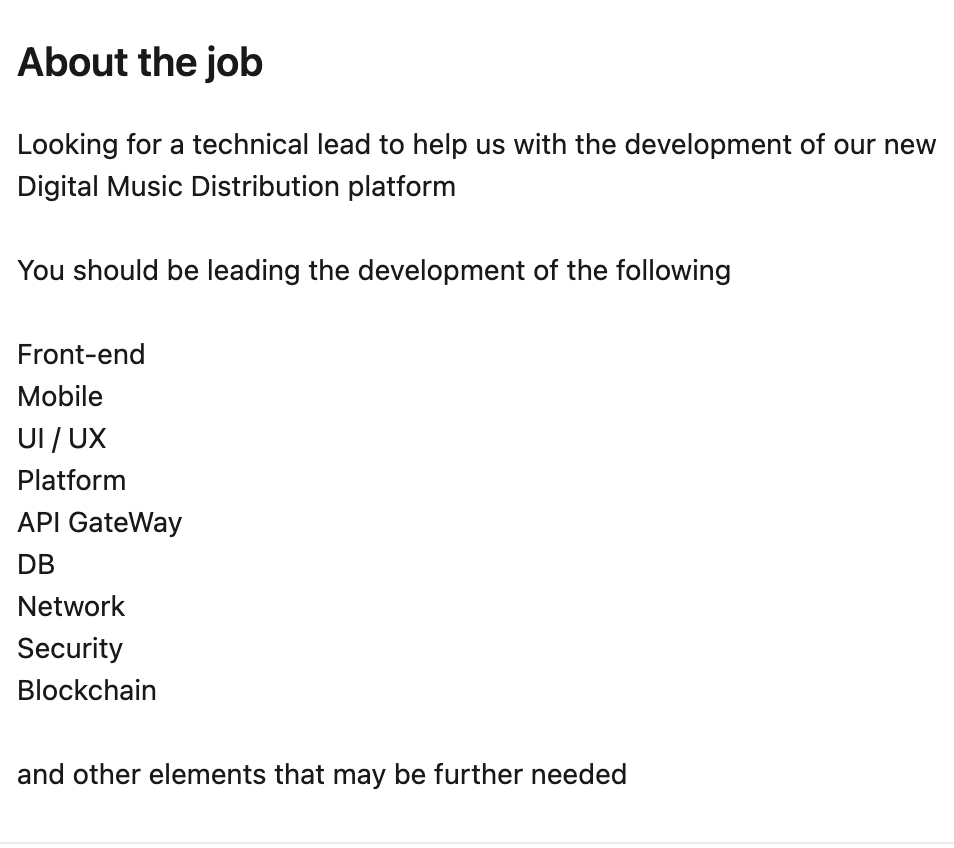 About the job
Looking for a technical lead to help us with the development of our new
Digital Music Distribution platform
You should be leading the development of the following
Front-end
Mobile
UI / UX
Platform
API GateWay
DB
Network
Security
Blockchain
and other elements that may be further needed